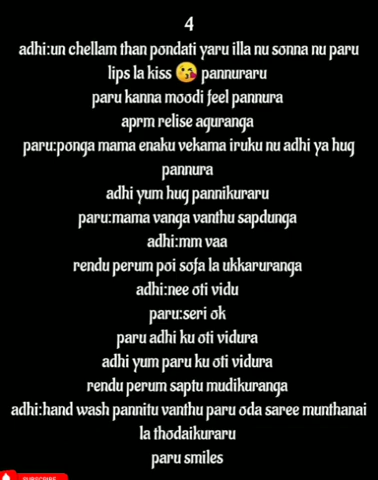 4
adhi:un chellam than pondati yaru illa nu sonna nu paru
lips la kiss 😘 pannuraru
paru kanna moodi feel pannura
aprm relise aguranga
paru:ponga mama enaku vekama iruku nu adhi ya hug
pannura
adhi yum hug pannikuraru
paru:mama vanga vanthu sapdunga
adhi:mm vaa
rendu perum poi sofa la ukkaruranga
adhi:nee oti vidu
paru:seri ok
paru adhi ku oti vidura
adhi yum paru ku oti vidura
rendu perum saptu mudikuranga
adhi:hand wash pannitu vanthu paru oda saree munthanai
la thodaikuraru
paru smiles
SUBSCRIBE